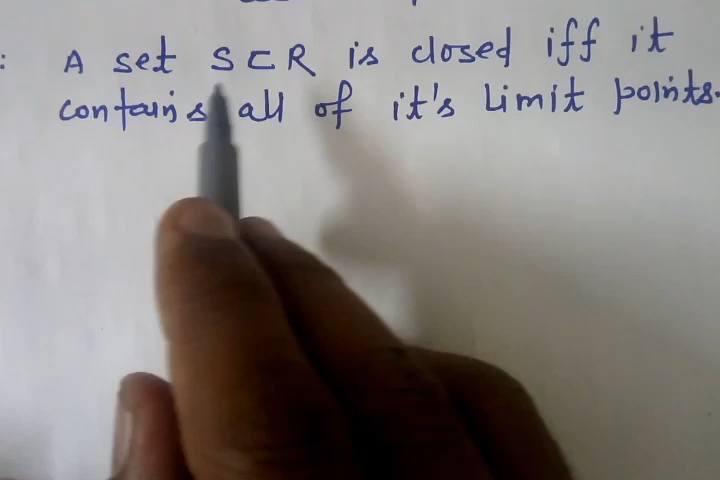 : A set S ⊂ R is closed iff it
contains all of it's limit points.